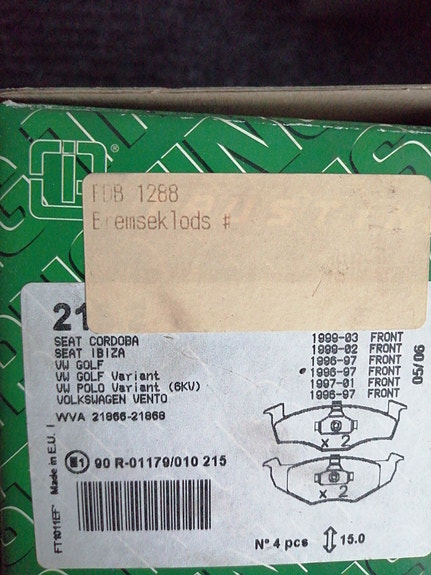 FDB 1288
Bremseklods #
21
SEAT CORDOBA 1999-03 FRONT
SEAT IBIZA 1999-02 FRONT
VW GOLF 1996-97 FRONT
VW GOLF Variant 1996-97 FRONT
VW POLO Variant (6KV) 1997-01 FRONT
VOLKSWAGEN VENTO 1996-97 FRONT
WVA 21866-21868
05/06
x 2
x 2
E1 90 R-01179/010 215
Made in E.U.
N° 4 pcs 15.0